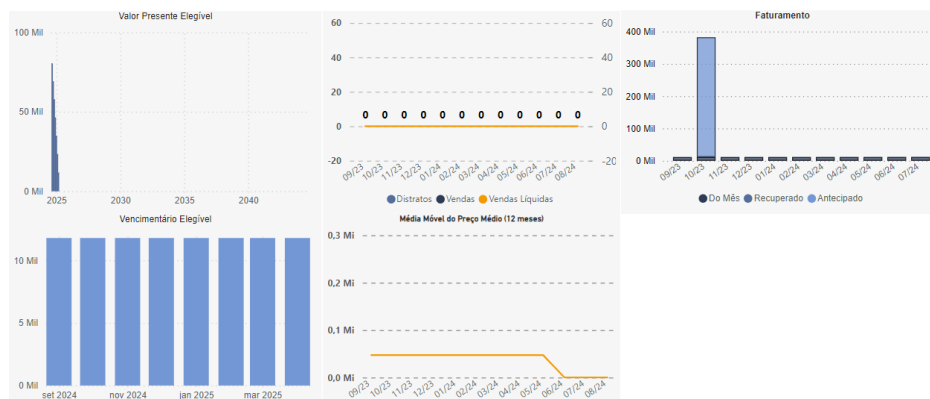 Valor Presente Elegível
100 Mil
50 Mil
0 Mil
2025
2030
2035
2040
60
40
20
0
-20
60
40
20
0
-20
0 0 0 0 0 0 0 0 0 0 0 0
09/23 10/23 11/23 12/23 01/24 02/24 03/24 04/24 05/24 06/24 07/24 08/24
Distratos Vendas Vendas Líquidas
Faturamento
400 Mil
300 Mil
200 Mil
100 Mil
0 Mil
09/23 10/23 11/23 12/23 01/24 02/24 03/24 04/24 05/24 06/24 07/24
Do Mês Recuperado Antecipado
Vencimentário Elegível
10 Mil
5 Mil
0 Mil
set 2024
nov 2024
jan 2025
mar 2025
Média Móvel do Preço Médio (12 meses)
0,3 Mi
0,2 Mi
0,1 Mi
0,0 Mi
09/23 10/23 11/23 12/23 01/24 02/24 03/24 04/24 05/24 06/24 07/24 08/24